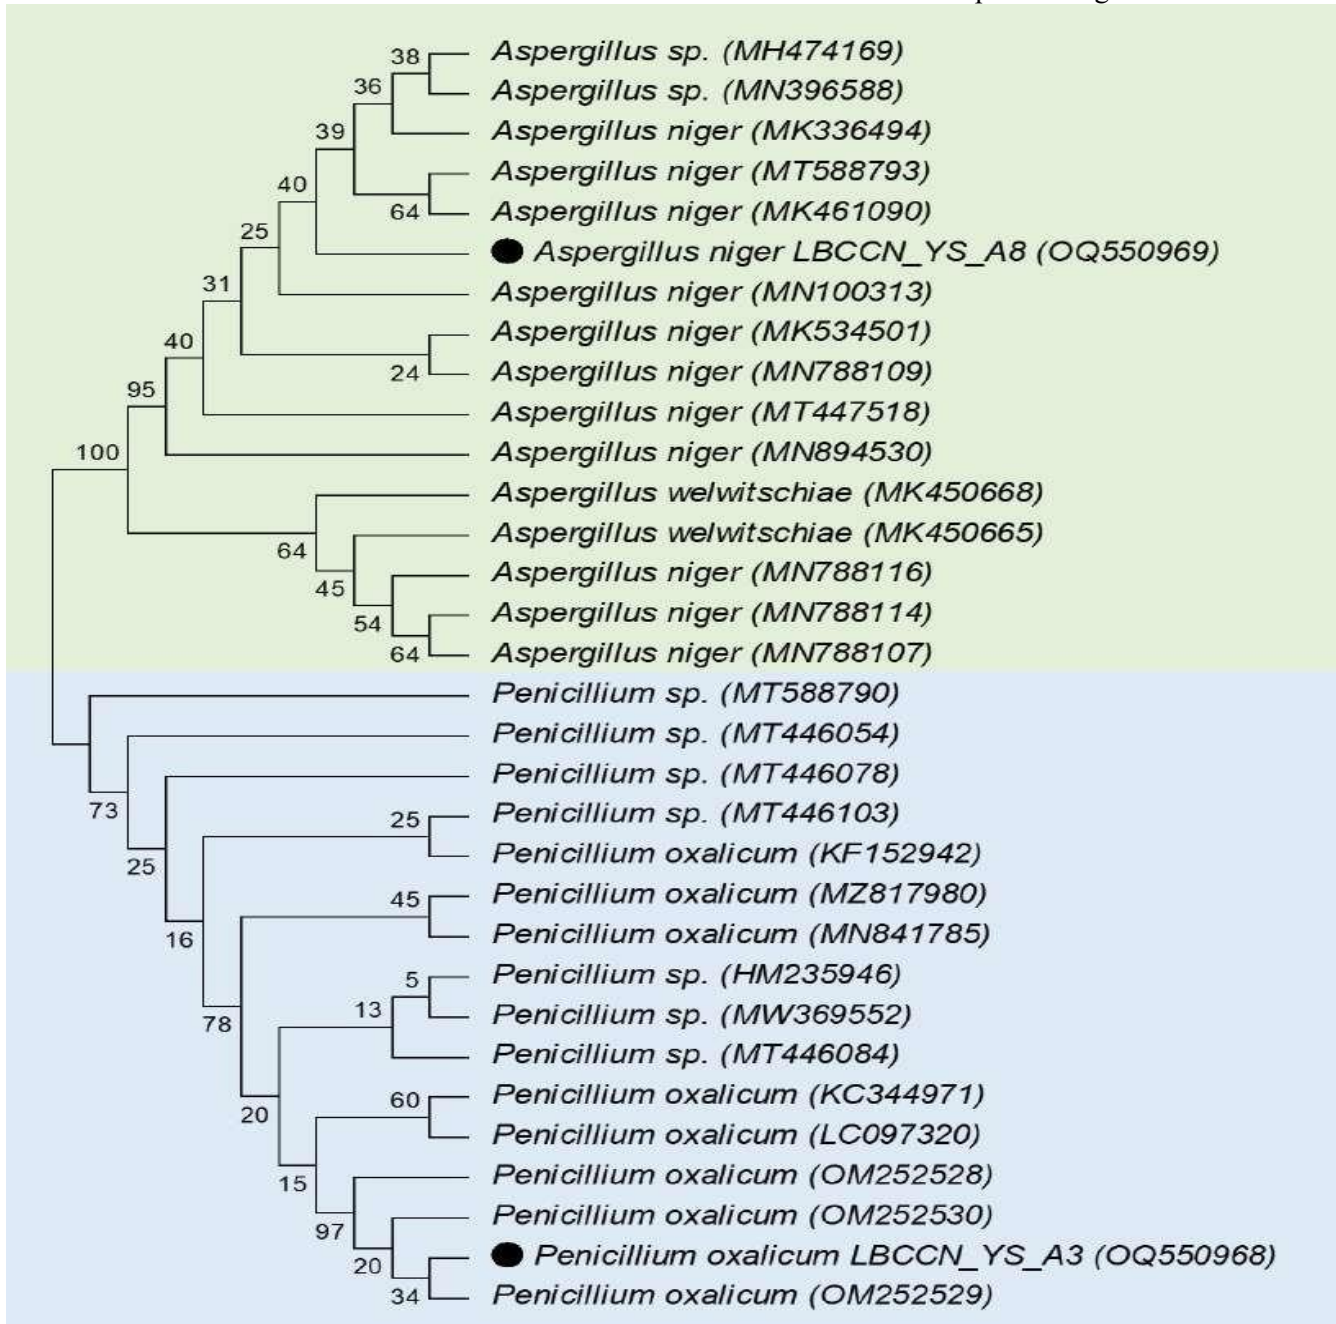 38
Aspergillus sp. (MH474169)
36
Aspergillus sp. (MN396588)
39
Aspergillus niger (MK336494)
Aspergillus niger (MT588793)
40
64
Aspergillus niger (MK461090)
25
Aspergillus niger LBCCN_YS_A8 (OQ550969)
31
Aspergillus niger (MN100313)
40
Aspergillus niger (MK534501)
24
Aspergillus niger (MN788109)
95
Aspergillus niger (MT447518)
100
Aspergillus niger (MN894530)
Aspergillus welwitschiae (MK450668)
64
Aspergillus welwitschiae (MK450665)
45
Aspergillus niger (MN788116)
54
Aspergillus niger (MN788114)
64
Aspergillus niger (MN788107)
Penicillium sp. (MT588790)
Penicillium sp. (MT446054)
Penicillium sp. (MT446078)
73
25
Penicillium sp. (MT446103)
25
Penicillium oxalicum (KF152942)
45
Penicillium oxalicum (MZ817980)
16
Penicillium oxalicum (MN841785)
5
Penicillium sp. (HM235946)
78
13
Penicillium sp. (MW369552)
Penicillium sp. (MT446084)
20
60
Penicillium oxalicum (KC344971)
Penicillium oxalicum (LC097320)
15
Penicillium oxalicum (OM252528)
97
Penicillium oxalicum (OM252530)
20
Penicillium oxalicum LBCCN_YS_A3 (OQ550968)
34
Penicillium oxalicum (OM252529)